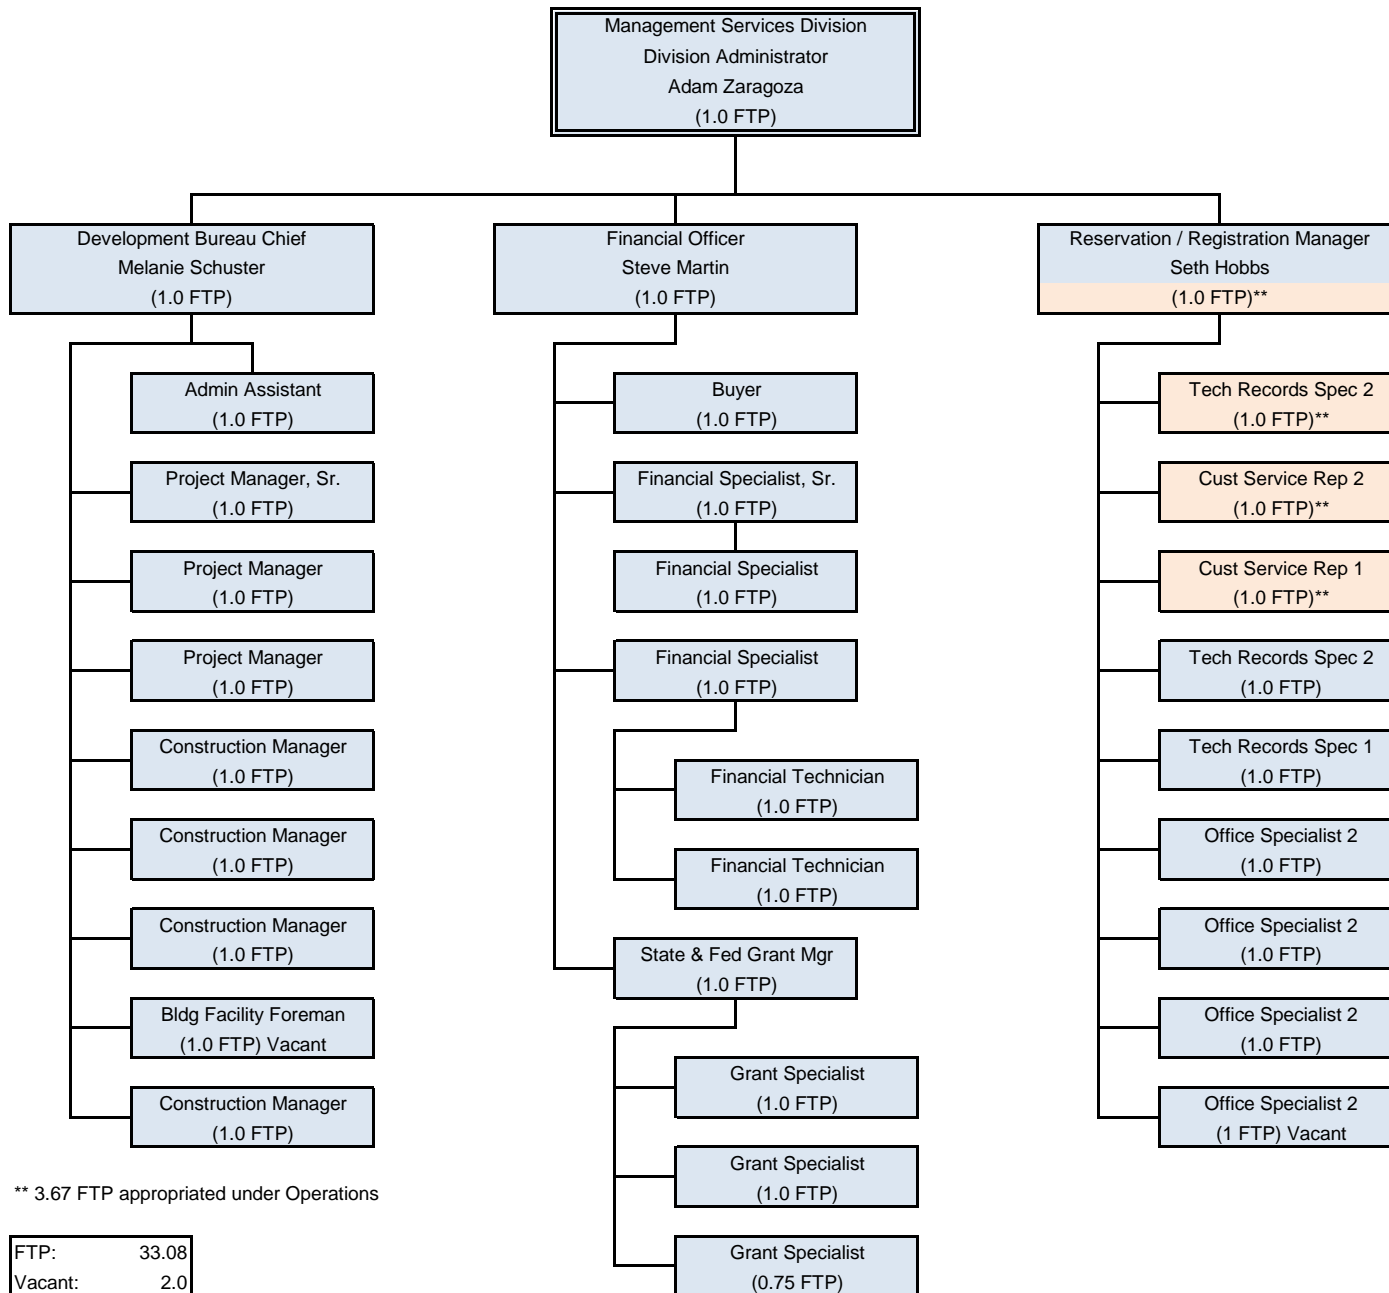 Management Services Division
Division Administrator
Adam Zaragoza
(1.0 FTP)
Development Bureau Chief
Melanie Schuster
(1.0 FTP)
Admin Assistant
(1.0 FTP)
Project Manager, Sr.
(1.0 FTP)
Project Manager
(1.0 FTP)
Project Manager
(1.0 FTP)
Construction Manager
(1.0 FTP)
Construction Manager
(1.0 FTP)
Construction Manager
(1.0 FTP)
Bldg Facility Foreman
(1.0 FTP) Vacant
Construction Manager
(1.0 FTP)
Financial Officer
Steve Martin
(1.0 FTP)
Buyer
(1.0 FTP)
Financial Specialist, Sr.
(1.0 FTP)
Financial Specialist
(1.0 FTP)
Financial Specialist
(1.0 FTP)
Financial Technician
(1.0 FTP)
Financial Technician
(1.0 FTP)
State & Fed Grant Mgr
(1.0 FTP)
Grant Specialist
(1.0 FTP)
Grant Specialist
(1.0 FTP)
Grant Specialist
(0.75 FTP)
Reservation / Registration Manager
Seth Hobbs
(1.0 FTP)**
Tech Records Spec 2
(1.0 FTP)**
Cust Service Rep 2
(1.0 FTP)**
Cust Service Rep 1
(1.0 FTP)**
Tech Records Spec 2
(1.0 FTP)
Tech Records Spec 1
(1.0 FTP)
Office Specialist 2
(1.0 FTP)
Office Specialist 2
(1.0 FTP)
Office Specialist 2
(1.0 FTP)
Office Specialist 2
(1 FTP) Vacant
** 3.67 FTP appropriated under Operations
FTP: 33.08
Vacant: 2.0